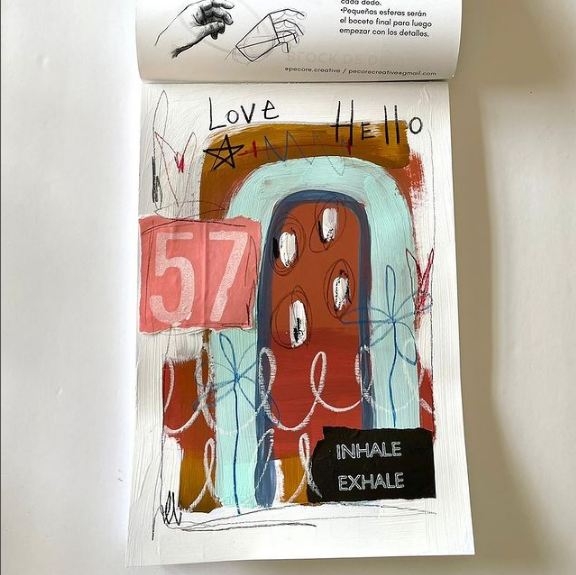 cada dedo.
•Pequeñas esferas serán
el boceto final para luego
empezar con los detalles.
@pecore.creative / pecorecreative@gmail.com
Love Hello
57
INHALE
EXHALE